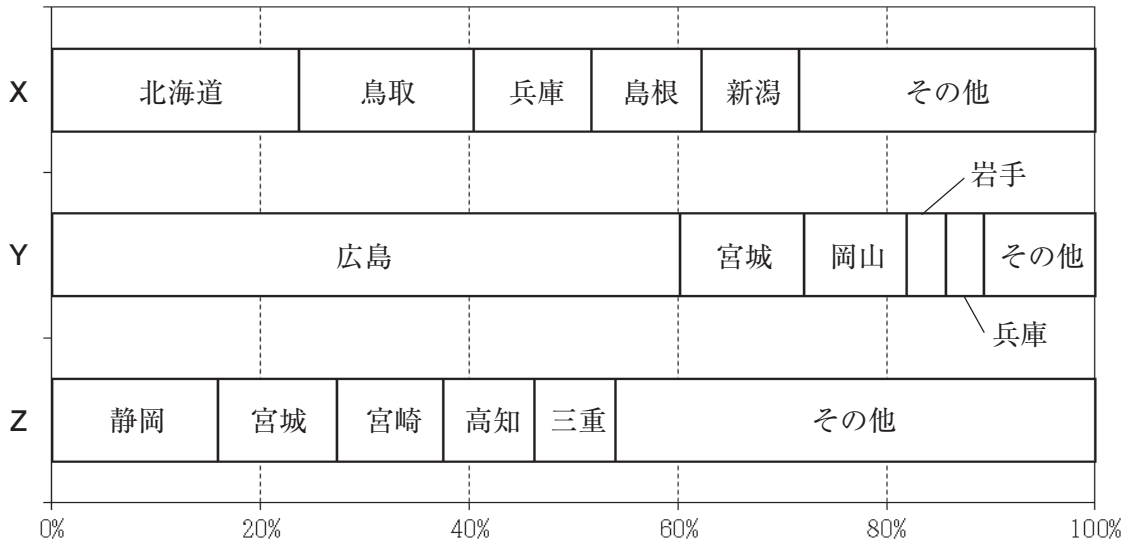 X 北海道 鳥取 兵庫 島根 新潟 その他
岩手
Y 広島 宮城 岡山 その他
兵庫
Z 静岡 宮城 宮崎 高知 三重 その他
0% 20% 40% 60% 80% 100%